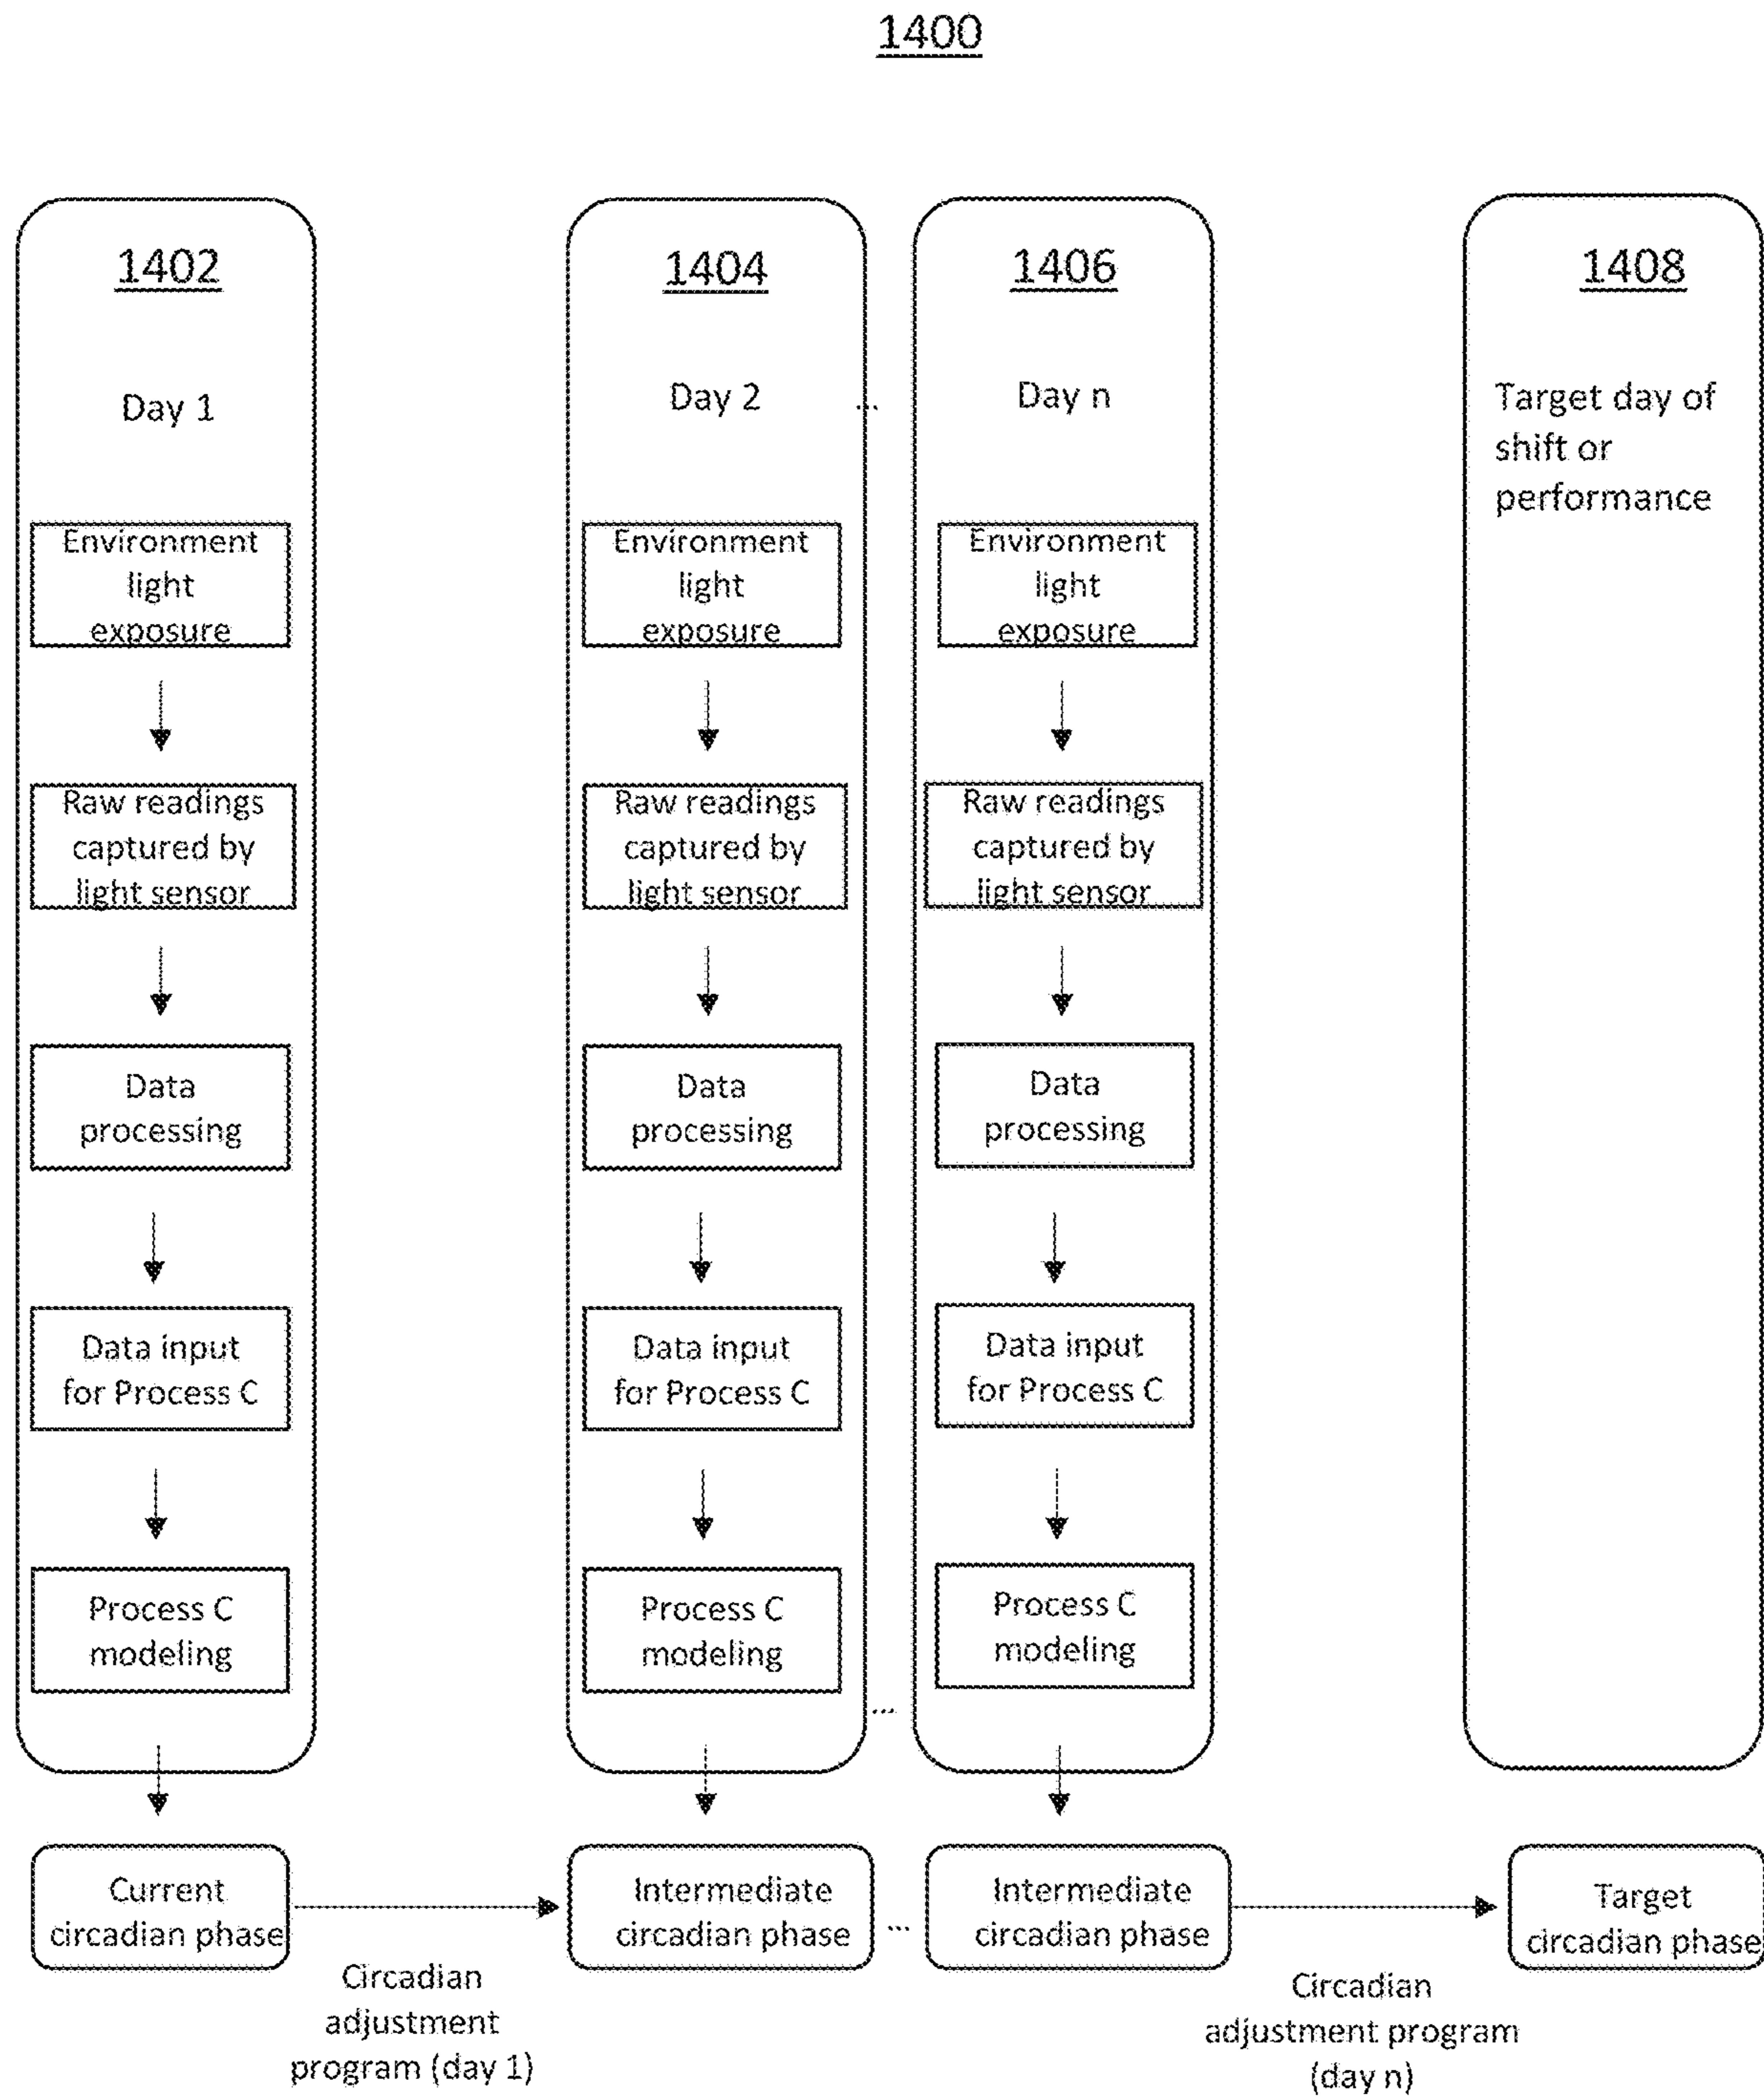 1400
1402
Day 1
Environment
light
exposure
Raw readings
captured by
light sensor
Data
processing
Data input
for Process C
Process C
modeling
Current
circadian phase
Circadian
adjustment
program (day 1)
1404
Day 2
...
Environment
light
exposure
Raw readings
captured by
light sensor
Data
processing
Data input
for Process C
Process C
modeling
...
Intermediate
circadian phase
...
1406
Day n
Environment
light
exposure
Raw readings
captured by
light sensor
Data
processing
Data input
for Process C
Process C
modeling
Intermediate
circadian phase
Circadian
adjustment program
(day n)
1408
Target day of
shift or
performance
Target
circadian phase